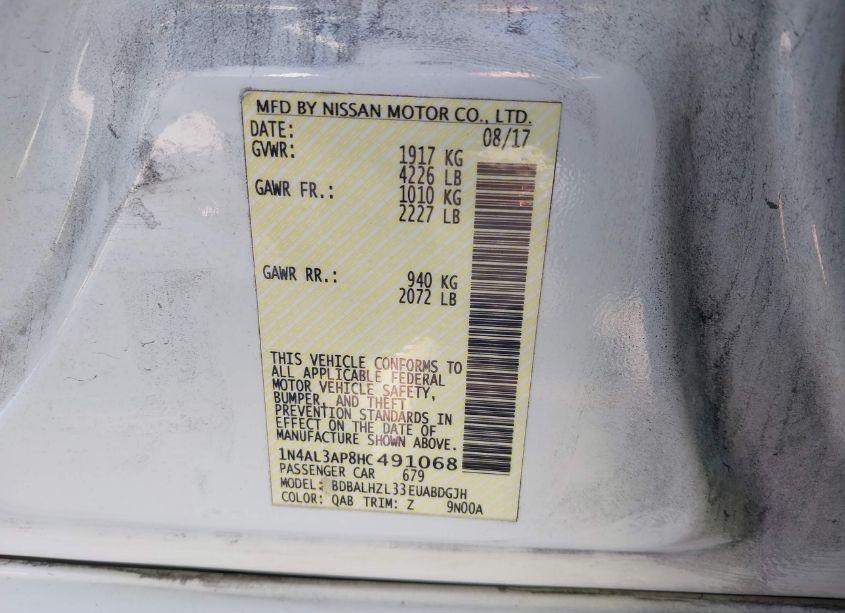 MFD BY NISSAN MOTOR CO., LTD.
DATE: 08/17
GVWR: 1917 KG
4226 LB
GAWR FR.: 1010 KG
2227 LB
GAWR RR.: 940 KG
2072 LB
THIS VEHICLE CONFORMS TO
ALL APPLICABLE FEDERAL
MOTOR VEHICLE SAFETY,
BUMPER, AND THEFT
PREVENTION STANDARDS IN
EFFECT ON THE DATE OF
MANUFACTURE SHOWN ABOVE.
1N4AL3AP8HC491068
PASSENGER CAR 679
MODEL: BDBALHZL33EUABDGJH
COLOR: QAB TRIM: Z 9N00A